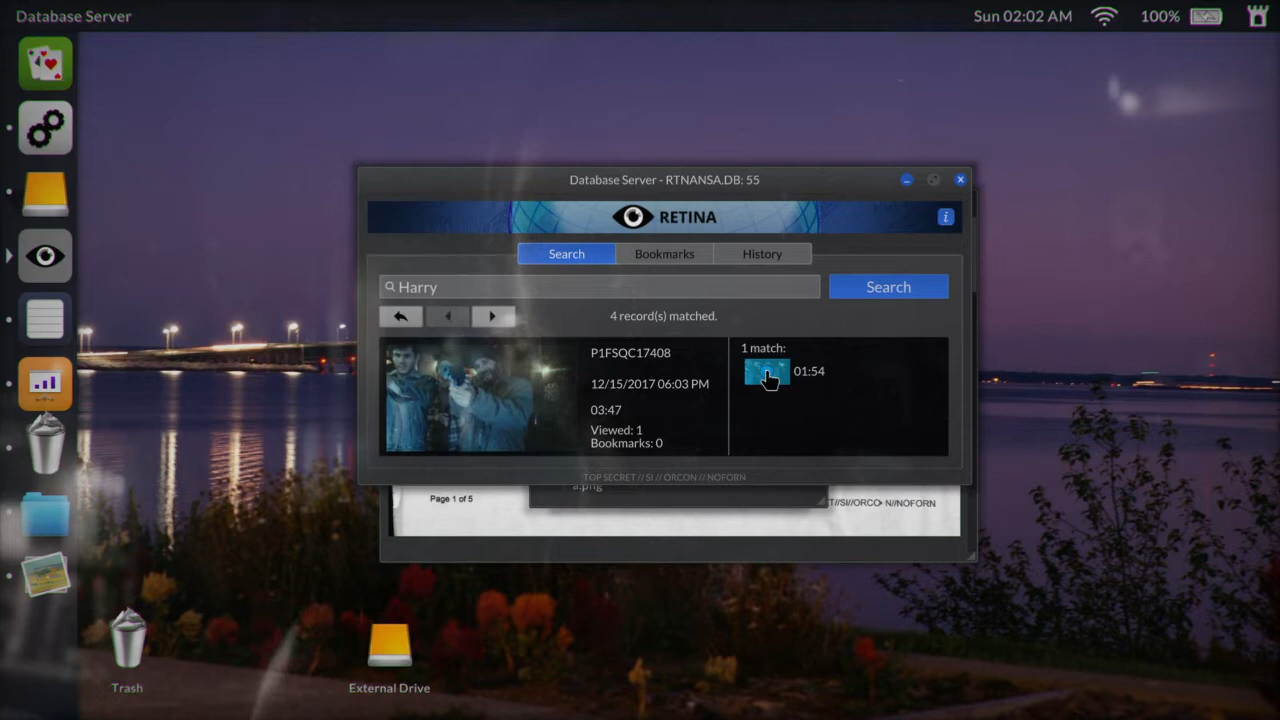 Database Server
Sun 02:02 AM
100%
Database Server - RTNANSA.DB: 55
RETINA
i
Search
Bookmarks
History
Harry
Search
4 record(s) matched.
P1FSQC17408
12/15/2017 06:03 PM
03:47
Viewed: 1
Bookmarks: 0
1 match:
01:54
TOP SECRET // SI // ORCON // NOFORN
a.png
Page 1 of 5
N//NOFORN
Trash
External Drive